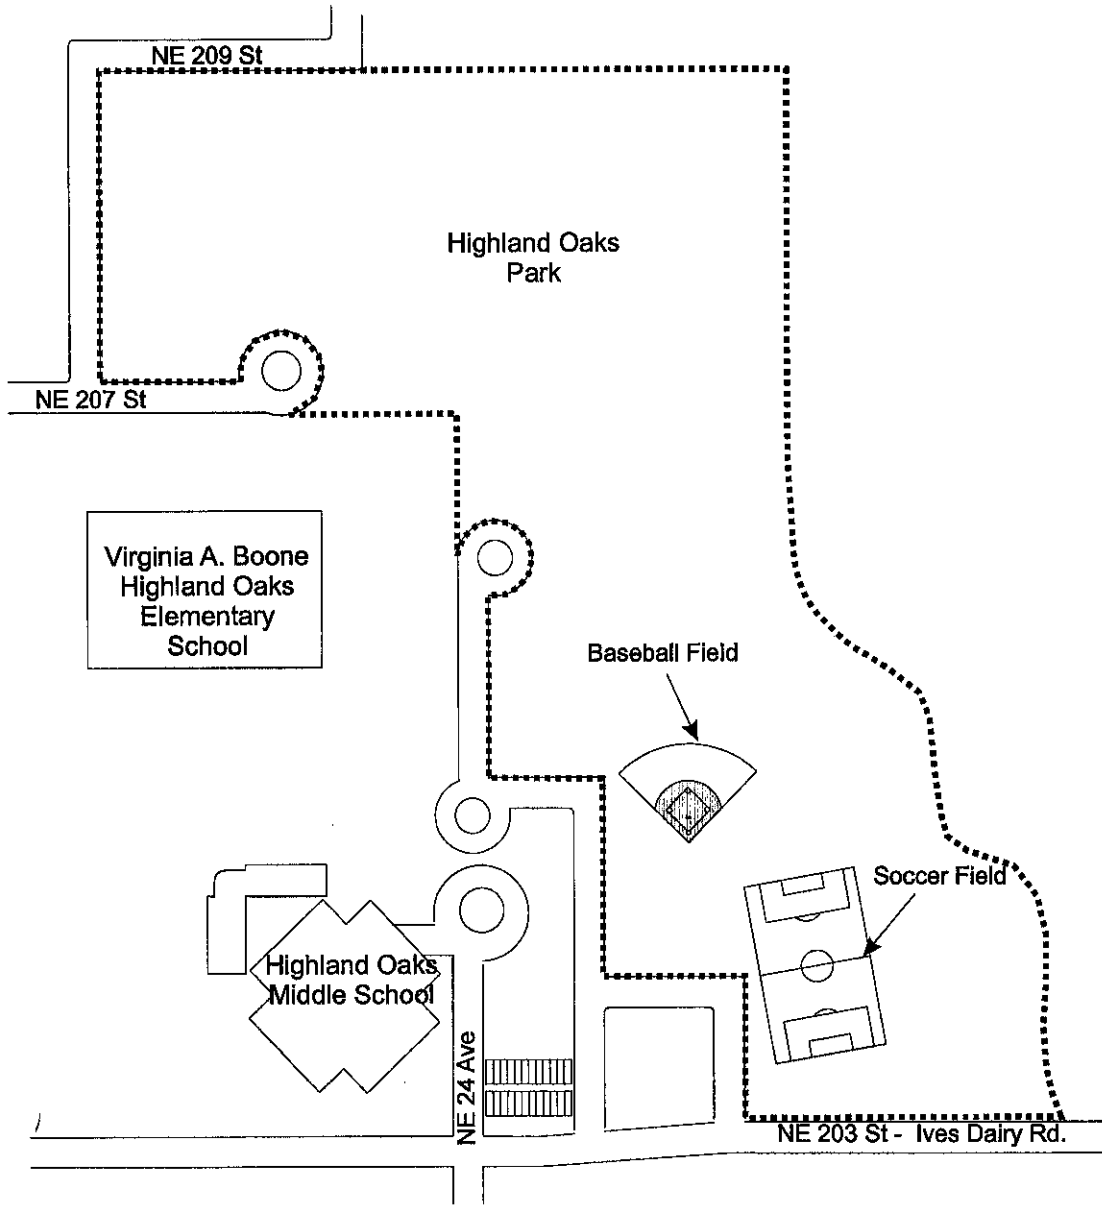 NE 209 St
Highland Oaks
Park
NE 207 St
Virginia A. Boone
Highland Oaks
Elementary
School
Baseball Field
Soccer Field
Highland Oaks
Middle School
NE 24 Ave
NE 203 St - Ives Dairy Rd.